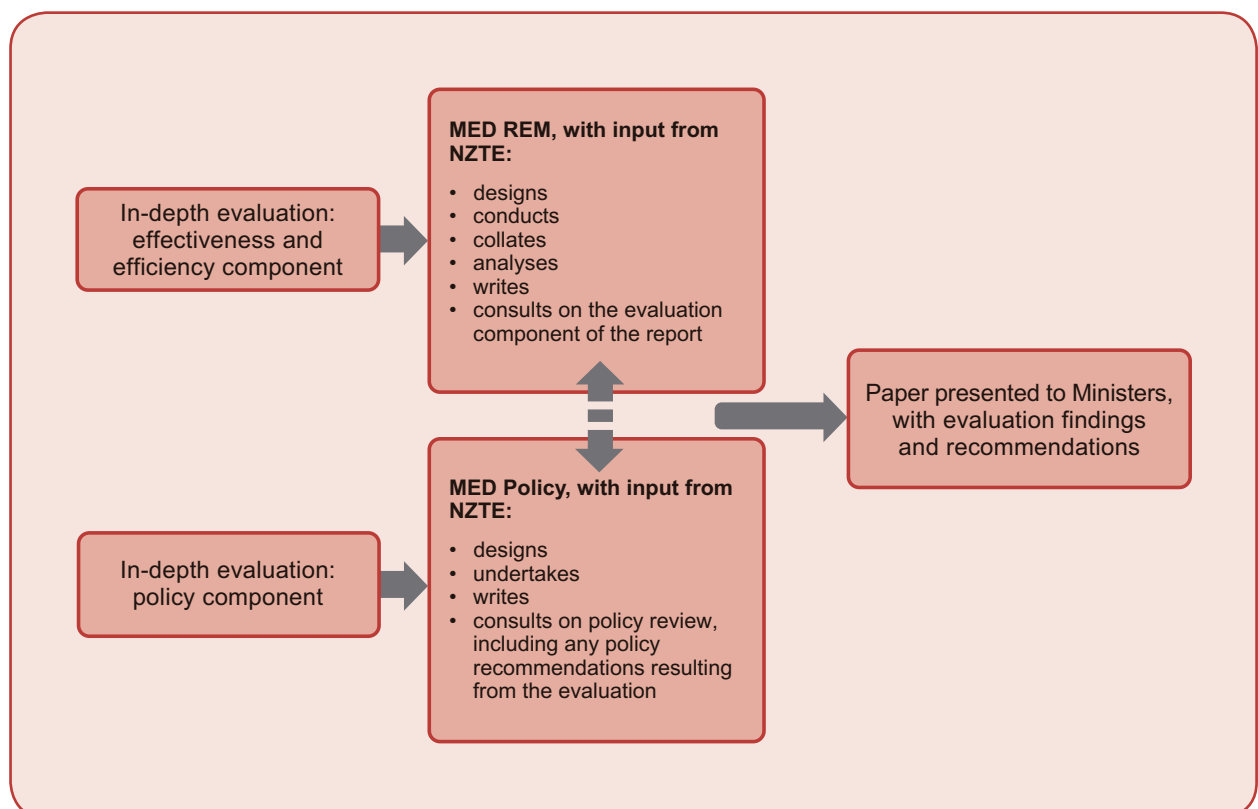 In-depth evaluation:
effectiveness and
efficiency component
MED REM, with input from
NZTE:
• designs
• conducts
• collates
• analyses
• writes
• consults on the evaluation
component of the report
In-depth evaluation:
policy component
MED Policy, with input from
NZTE:
• designs
• undertakes
• writes
• consults on policy review,
including any policy
recommendations resulting
from the evaluation
Paper presented to Ministers,
with evaluation findings
and recommendations